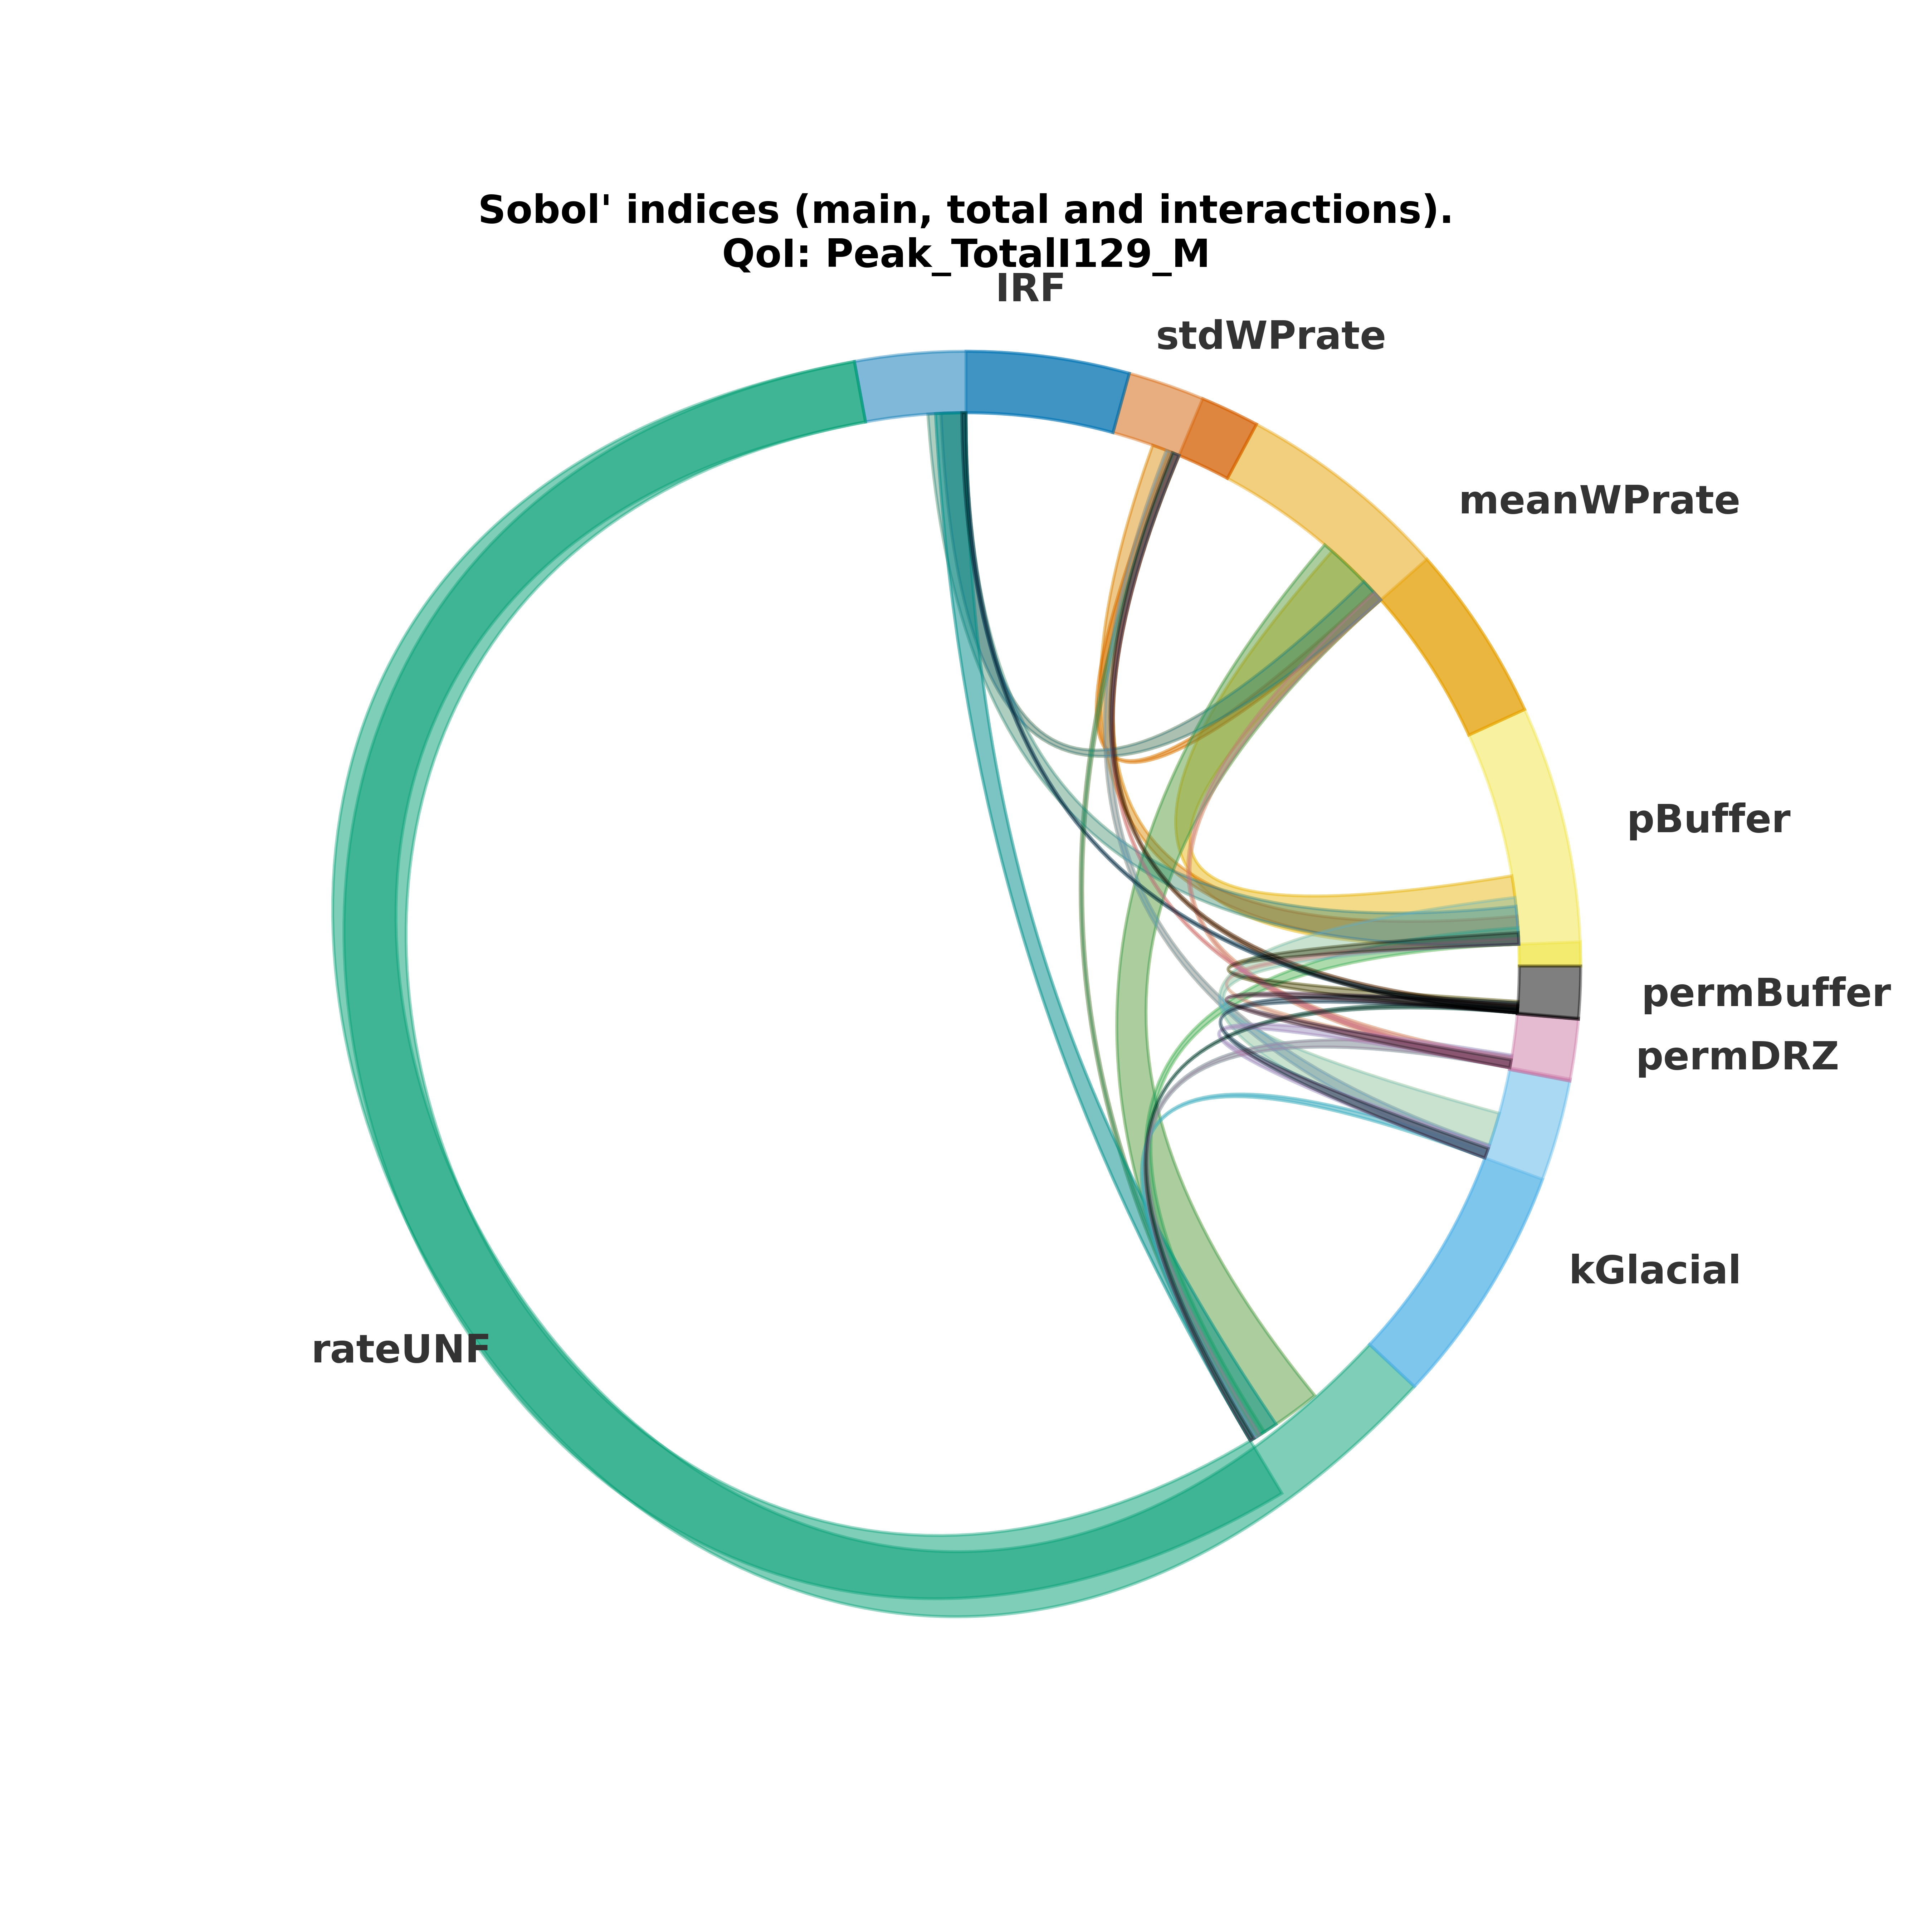 Sobol' indices (main, total and interactions).
QoI: Peak_TotalI129_M
IRF
stdWPrate
meanWPrate
pBuffer
permBuffer
permDRZ
kGlacial
rateUNF